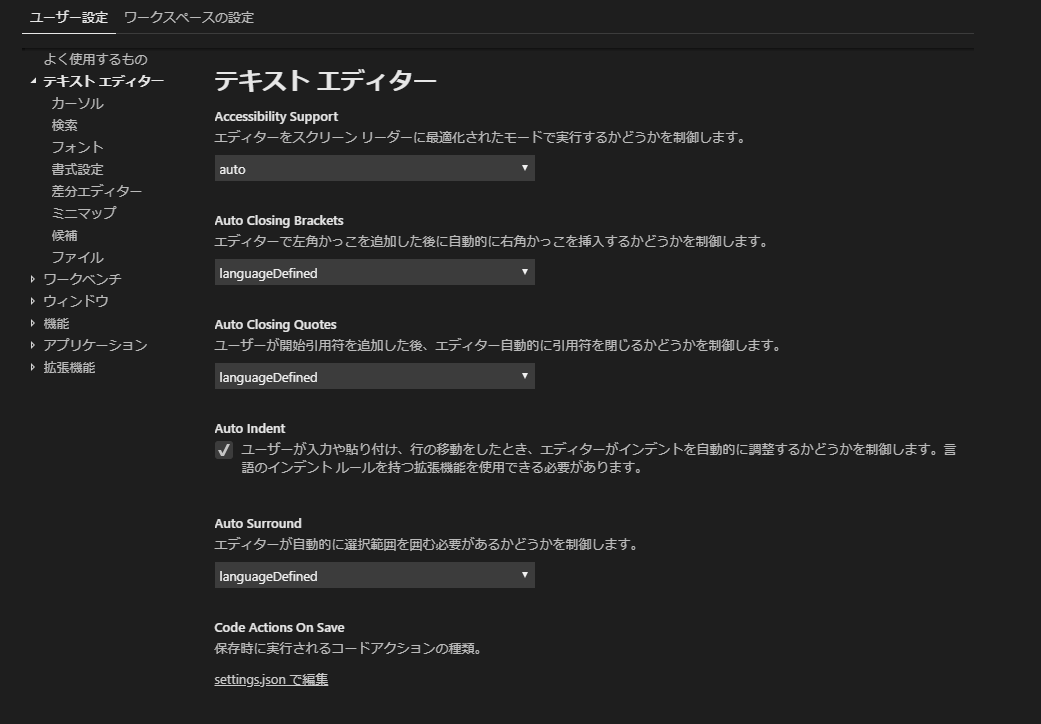 ユーザー設定 ワークスペースの設定
よく使用するもの
テキスト エディター
カーソル
検索
フォント
書式設定
差分エディター
ミニマップ
候補
ファイル
ワークベンチ
ウィンドウ
機能
アプリケーション
拡張機能
テキスト エディター
Accessibility Support
エディターをスクリーン リーダーに最適化されたモードで実行するかどうかを制御します。
auto
Auto Closing Brackets
エディターで左角かっこを追加した後に自動的に右角かっこを挿入するかどうかを制御します。
languageDefined
Auto Closing Quotes
ユーザーが開始引用符を追加した後、エディター自動的に引用符を閉じるかどうかを制御します。
languageDefined
Auto Indent
ユーザーが入力や貼り付け、行の移動をしたとき、エディターがインデントを自動的に調整するかどうかを制御します。言
語のインデント ルールを持つ拡張機能を使用できる必要があります。
Auto Surround
エディターが自動的に選択範囲を囲む必要があるかどうかを制御します。
languageDefined
Code Actions On Save
保存時に実行されるコードアクションの種類。
settings.json で編集